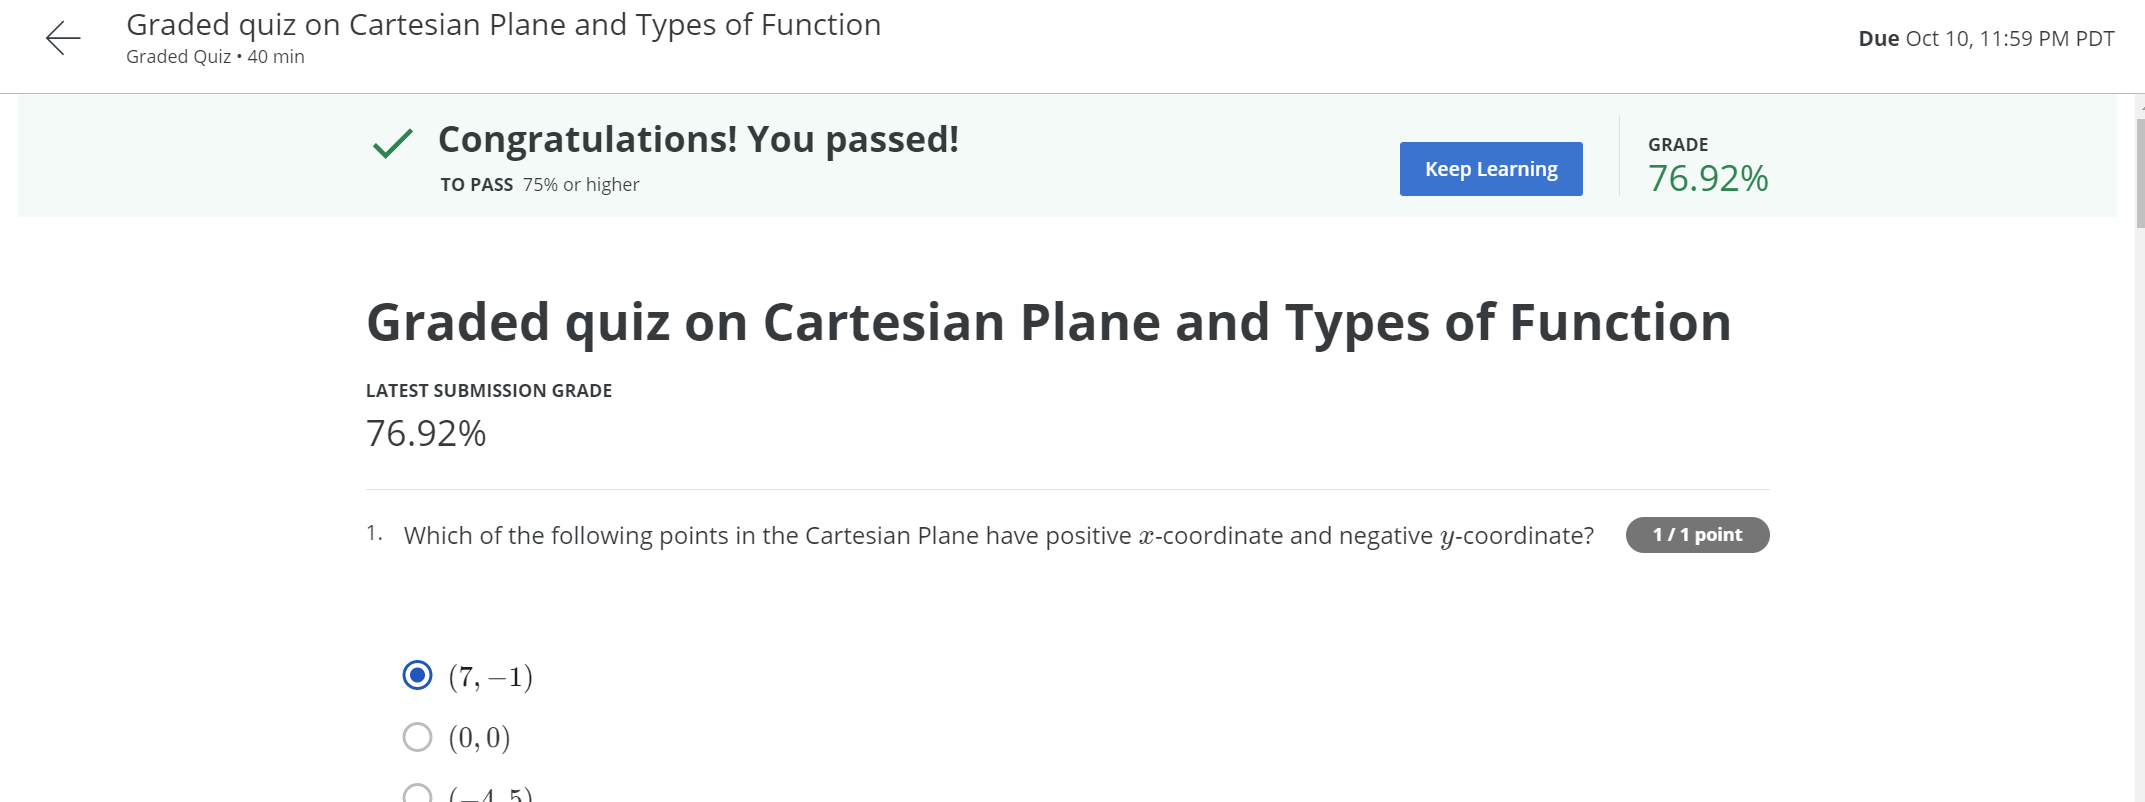 Graded quiz on Cartesian Plane and Types of Function
Graded Quiz • 40 min
Due Oct 10, 11:59 PM PDT
Congratulations! You passed!
TO PASS 75% or higher
Keep Learning
GRADE
76.92%
Graded quiz on Cartesian Plane and Types of Function
LATEST SUBMISSION GRADE
76.92%
1. Which of the following points in the Cartesian Plane have positive x-coordinate and negative y-coordinate?
1 / 1 point
(7, −1)
(0, 0)
(−4, 5)